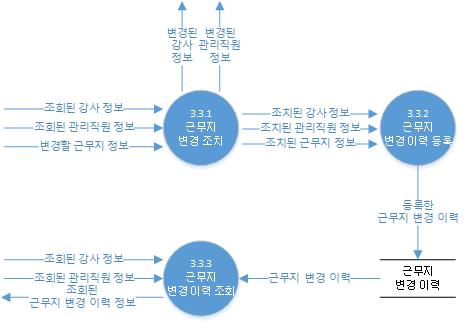 변경된
강사
정보
변경된
관리직원
정보
조회된 강사 정보
조회된 관리직원 정보
변경할 근무지 정보
3.3.1
근무지
변경 조치
조치된 강사 정보
조치된 관리직원 정보
조치된 근무지 정보
3.3.2
근무지
변경 이력 등록
등록한
근무지 변경 이력
조회된 강사 정보
조회된 관리직원 정보
조회된
근무지 변경 이력 정보
3.3.3
근무지
변경 이력 조회
근무지 변경 이력
근무지
변경 이력